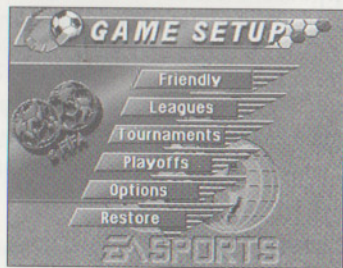 GAME SETUP
Friendly
Leagues
Tournaments
Playoffs
Options
Restore
EA SPORTS